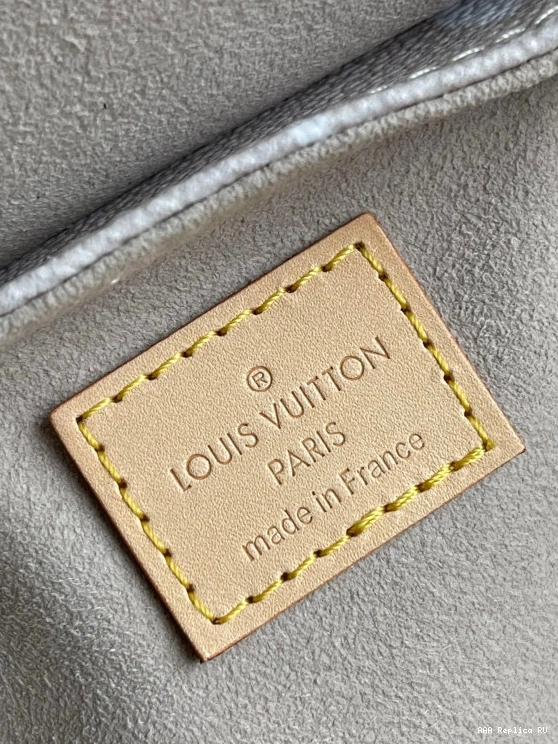 ®
LOUIS VUITTON
PARIS
made in France
AAA Replica RU